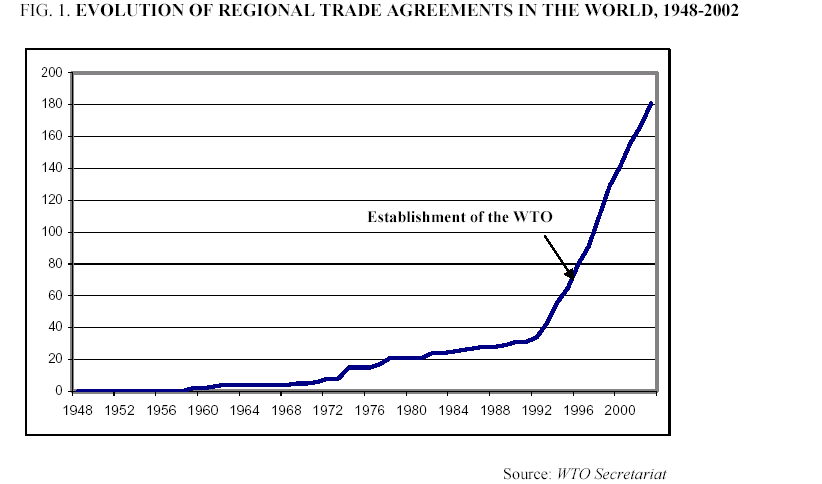 FIG. 1. EVOLUTION OF REGIONAL TRADE AGREEMENTS IN THE WORLD, 1948-2002
200
180
160
140
120
100
80
60
40
20
0
Establishment of the WTO
1948 1952 1956 1960 1964 1968 1972 1976 1980 1984 1988 1992 1996 2000
Source: WTO Secretariat